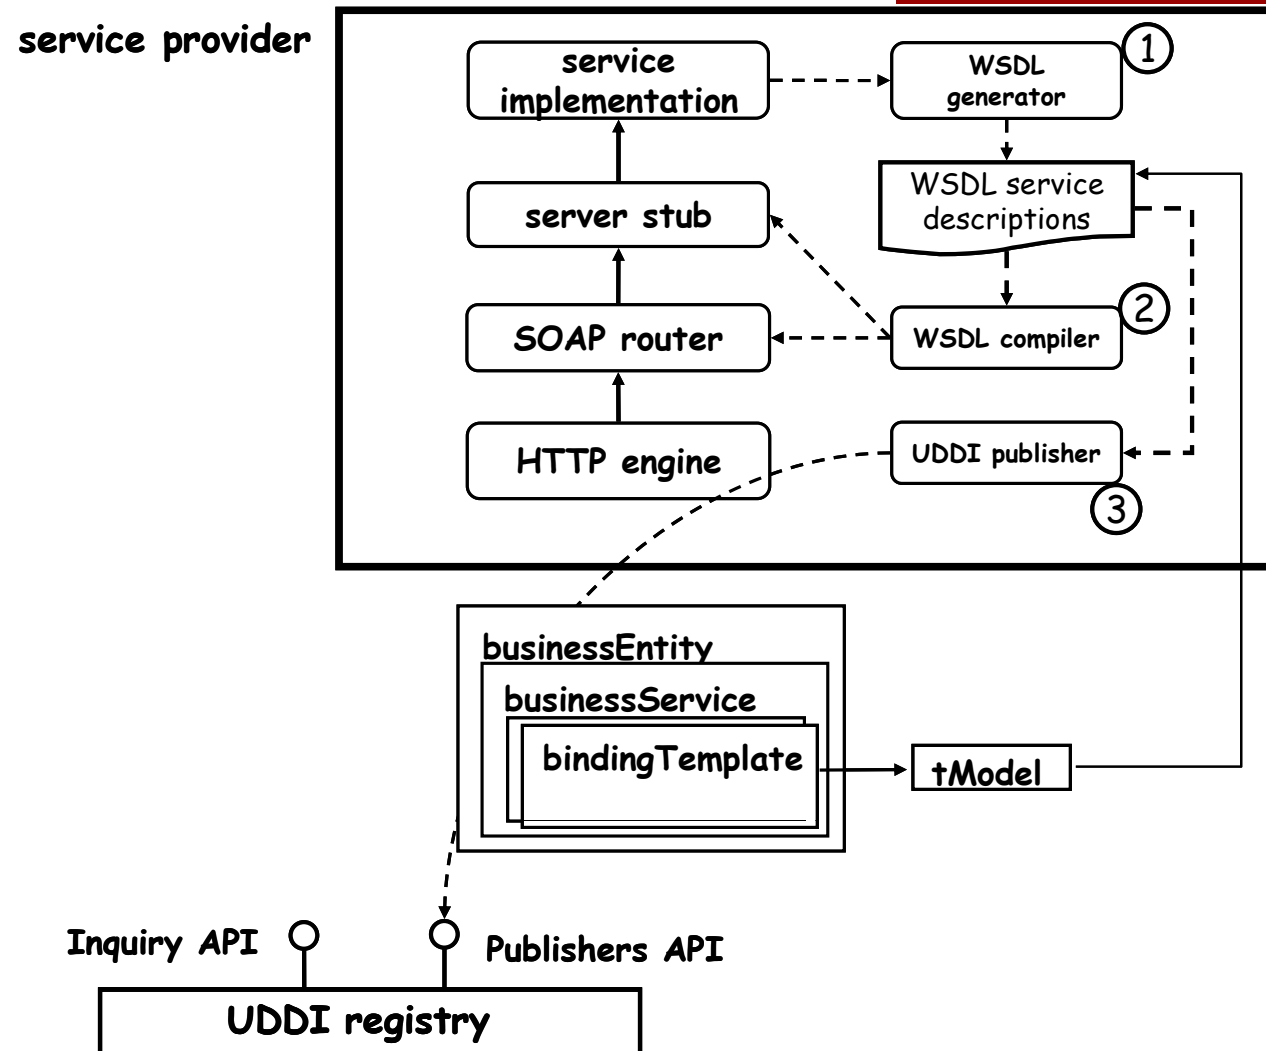 service provider
service
implementation
WSDL
generator
1
WSDL service
descriptions
server stub
SOAP router
WSDL compiler
2
HTTP engine
UDDI publisher
3
businessEntity
businessService
bindingTemplate
tModel
Inquiry API
Publishers API
UDDI registry